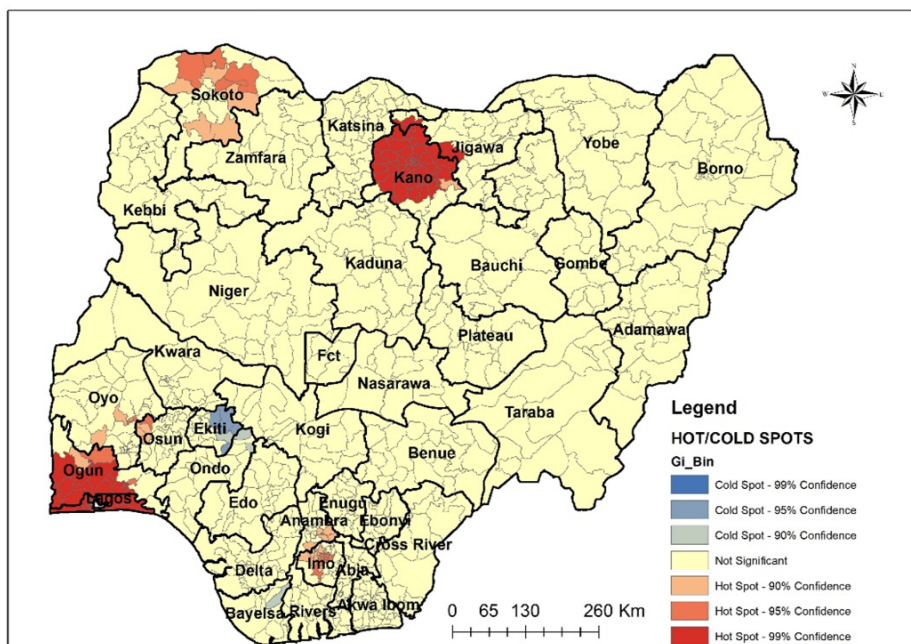 N
W E
S
Sokoto
Katsina
Jigawa
Yobe
Borno
Zamfara
Kano
Kebbi
Kaduna
Bauchi
Gombe
Niger
Adamawa
Plateau
Fct
Kwara
Nasarawa
Oyo
Taraba
Osun
Ekiti
Kogi
Benue
Ogun
Ondo
Lagos
Edo
Enugu
Anambra
Ebonyi
Cross River
Imo
Abia
Delta
Bayelsa
Rivers
Akwa Ibom
0 65 130 260 Km
Legend
HOT/COLD SPOTS
Gi_Bin
Cold Spot - 99% Confidence
Cold Spot - 95% Confidence
Cold Spot - 90% Confidence
Not Significant
Hot Spot - 90% Confidence
Hot Spot - 95% Confidence
Hot Spot - 99% Confidence